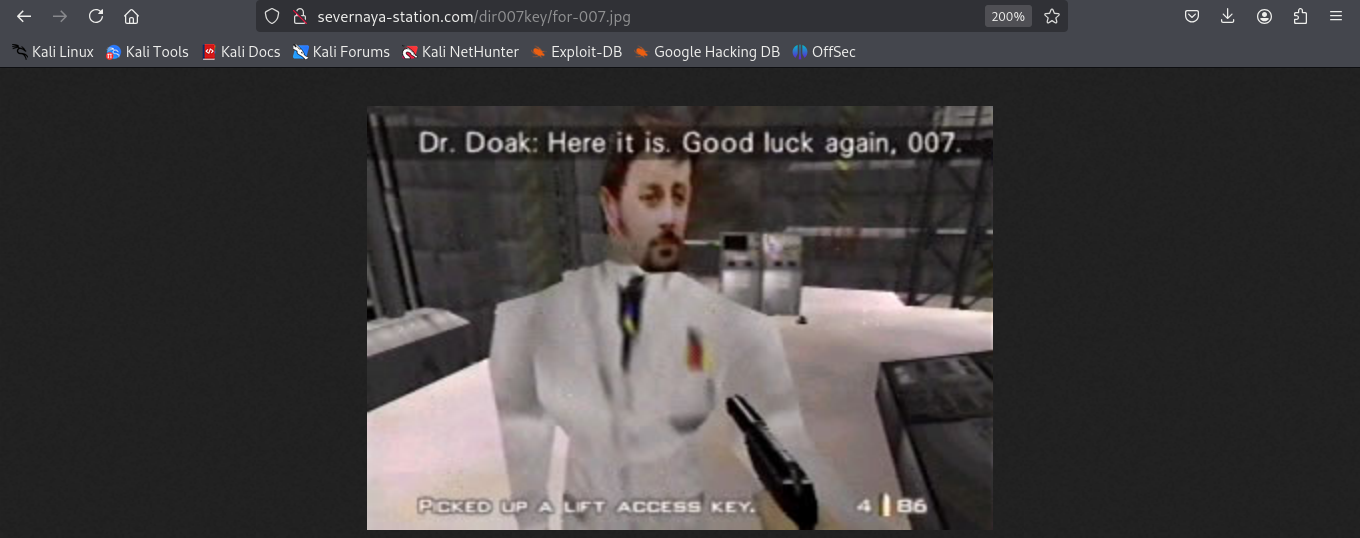 severnaya-station.com/dir007key/for-007.jpg
200%
Kali Linux
Kali Tools
Kali Docs
Kali Forums
Kali NetHunter
Exploit-DB
Google Hacking DB
OffSec
Dr. Doak: Here it is. Good luck again, 007.
PICKED UP A LIFT ACCESS KEY.
4 86